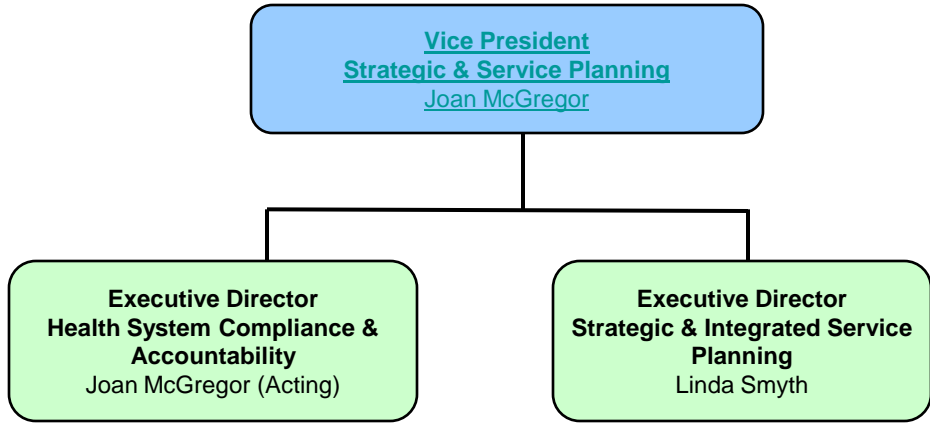 Vice President
Strategic & Service Planning
Joan McGregor
Executive Director
Health System Compliance &
Accountability
Joan McGregor (Acting)
Executive Director
Strategic & Integrated Service
Planning
Linda Smyth